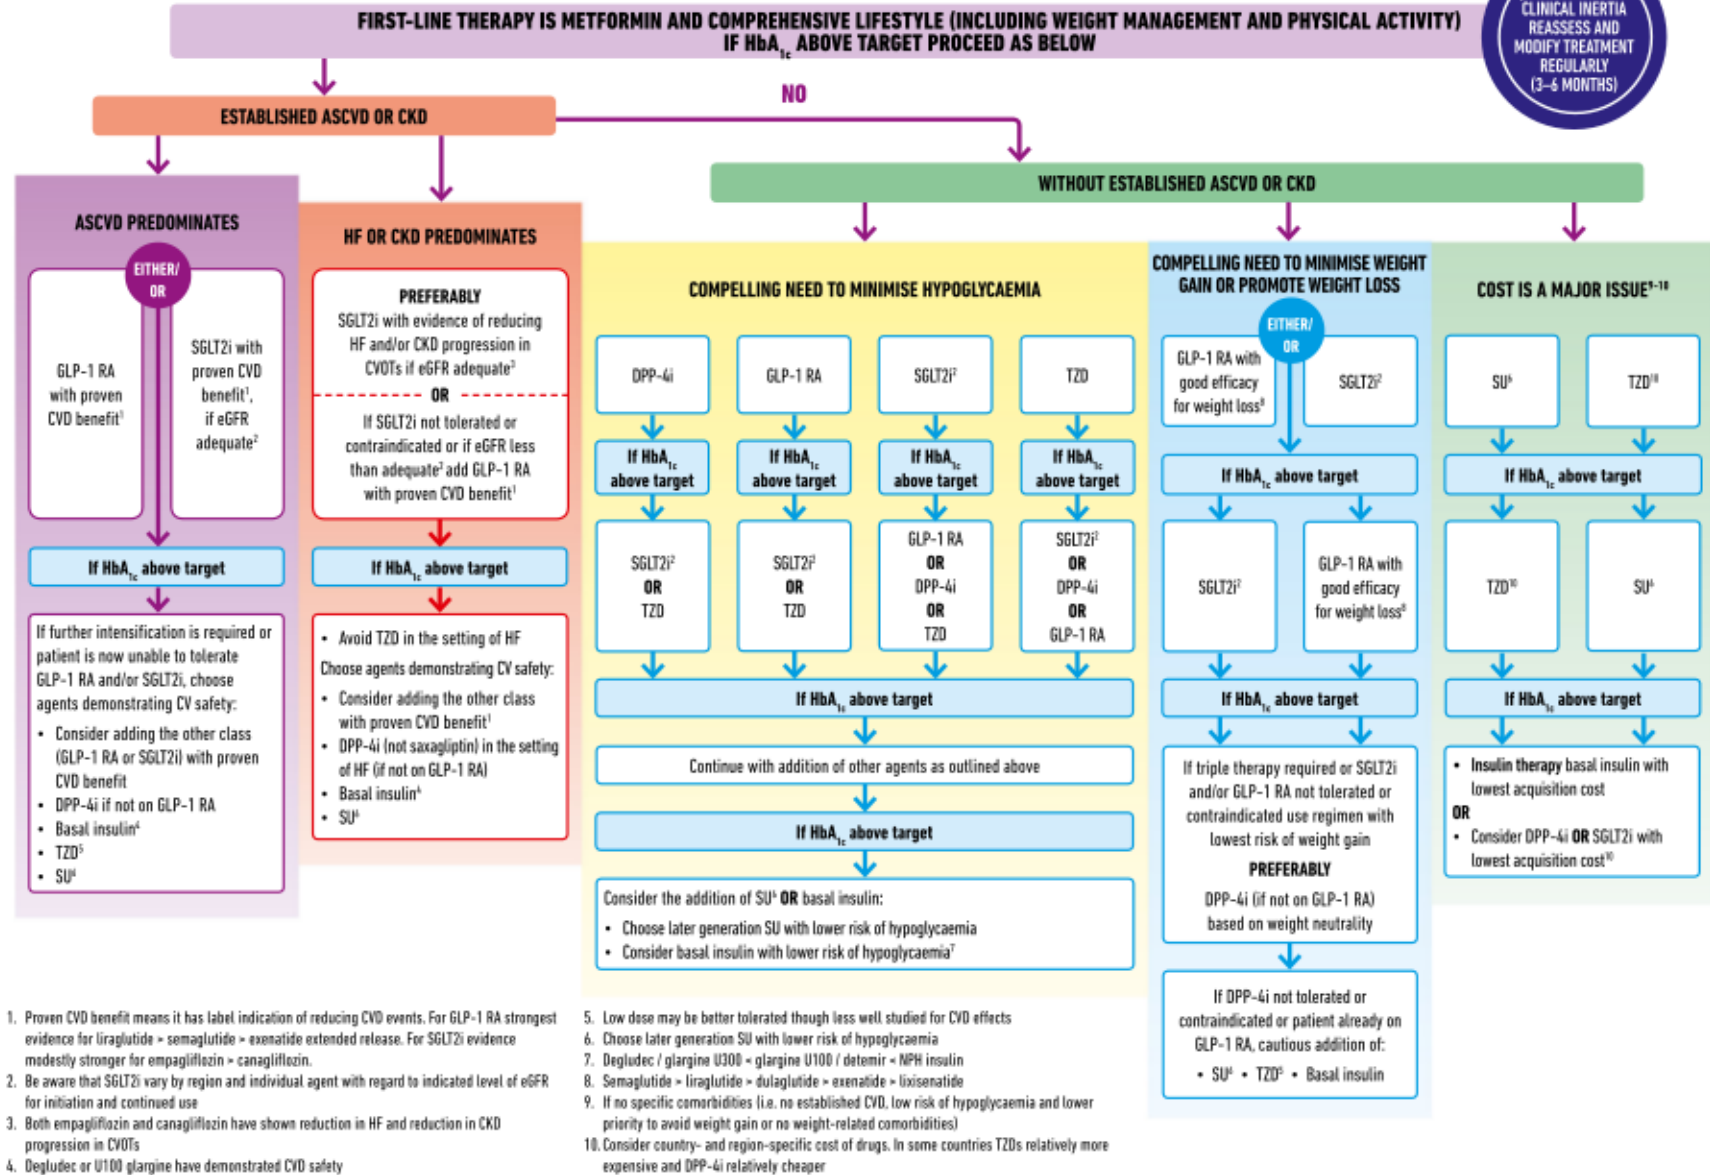 FIRST-LINE THERAPY IS METFORMIN AND COMPREHENSIVE LIFESTYLE (INCLUDING WEIGHT MANAGEMENT AND PHYSICAL ACTIVITY)
IF HbA1c ABOVE TARGET PROCEED AS BELOW
CLINICAL INERTIA
REASSESS AND
MODIFY TREATMENT
REGULARLY
(3–6 MONTHS)
NO
ESTABLISHED ASCVD OR CKD
WITHOUT ESTABLISHED ASCVD OR CKD
ASCVD PREDOMINATES
EITHER/
OR
GLP-1 RA
with proven
CVD benefit1
SGLT2i with
proven CVD
benefit1,
if eGFR
adequate2
If HbA1c above target
If further intensification is required or
patient is now unable to tolerate
GLP-1 RA and/or SGLT2i, choose
agents demonstrating CV safety:
• Consider adding the other class
(GLP-1 RA or SGLT2i) with proven
CVD benefit
• DPP-4i if not on GLP-1 RA
• Basal insulin4
• TZD5
• SU6
HF OR CKD PREDOMINATES
PREFERABLY
SGLT2i with evidence of reducing
HF and/or CKD progression in
CVOTs if eGFR adequate3
OR
If SGLT2i not tolerated or
contraindicated or if eGFR less
than adequate2 add GLP-1 RA
with proven CVD benefit1
If HbA1c above target
• Avoid TZD in the setting of HF
Choose agents demonstrating CV safety:
• Consider adding the other class
with proven CVD benefit1
• DPP-4i (not saxagliptin) in the setting
of HF (if not on GLP-1 RA)
• Basal insulin4
• SU6
COMPELLING NEED TO MINIMISE HYPOGLYCAEMIA
DPP-4i
GLP-1 RA
SGLT2i2
TZD
If HbA1c
above target
If HbA1c
above target
If HbA1c
above target
If HbA1c
above target
SGLT2i2
OR
TZD
SGLT2i2
OR
TZD
GLP-1 RA
OR
DPP-4i
OR
TZD
SGLT2i2
OR
DPP-4i
OR
GLP-1 RA
If HbA1c above target
Continue with addition of other agents as outlined above
If HbA1c above target
Consider the addition of SU6 OR basal insulin:
• Choose later generation SU with lower risk of hypoglycaemia
• Consider basal insulin with lower risk of hypoglycaemia7
COMPELLING NEED TO MINIMISE WEIGHT
GAIN OR PROMOTE WEIGHT LOSS
EITHER/
OR
GLP-1 RA with
good efficacy
for weight loss8
SGLT2i2
If HbA1c above target
SGLT2i2
GLP-1 RA with
good efficacy
for weight loss8
If HbA1c above target
If triple therapy required or SGLT2i
and/or GLP-1 RA not tolerated or
contraindicated use regimen with
lowest risk of weight gain
PREFERABLY
DPP-4i (if not on GLP-1 RA)
based on weight neutrality
If DPP-4i not tolerated or
contraindicated or patient already on
GLP-1 RA, cautious addition of:
• SU6 • TZD5 • Basal insulin
COST IS A MAJOR ISSUE9-10
SU6
TZD10
If HbA1c above target
TZD10
SU6
If HbA1c above target
• Insulin therapy basal insulin with
lowest acquisition cost
OR
• Consider DPP-4i OR SGLT2i with
lowest acquisition cost10
1. Proven CVD benefit means it has label indication of reducing CVD events. For GLP-1 RA strongest
evidence for liraglutide > semaglutide > exenatide extended release. For SGLT2i evidence
modestly stronger for empagliflozin > canagliflozin.
2. Be aware that SGLT2i vary by region and individual agent with regard to indicated level of eGFR
for initiation and continued use
3. Both empagliflozin and canagliflozin have shown reduction in HF and reduction in CKD
progression in CVOTs
4. Degludec or U100 glargine have demonstrated CVD safety
5. Low dose may be better tolerated though less well studied for CVD effects
6. Choose later generation SU with lower risk of hypoglycaemia
7. Degludec / glargine U300 < glargine U100 / detemir < NPH insulin
8. Semaglutide > liraglutide > dulaglutide > exenatide > lixisenatide
9. If no specific comorbidities (i.e. no established CVD, low risk of hypoglycaemia and lower
priority to avoid weight gain or no weight-related comorbidities)
10. Consider country- and region-specific cost of drugs. In some countries TZDs relatively more
expensive and DPP-4i relatively cheaper